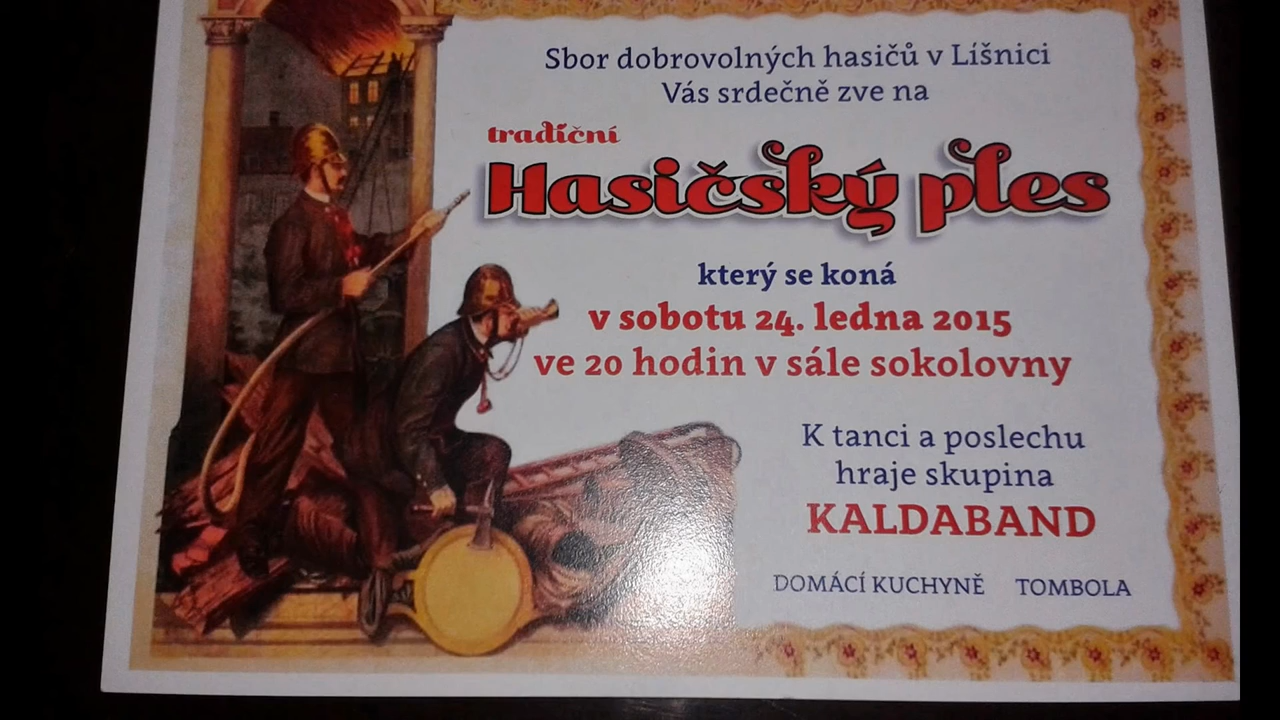 Sbor dobrovolných hasičů v Líšnici
Vás srdečně zve na
tradiční
Hasičský ples
který se koná
v sobotu 24. ledna 2015
ve 20 hodin v sále sokolovny
K tanci a poslechu
hraje skupina
KALDABAND
DOMÁCÍ KUCHYNĚ TOMBOLA